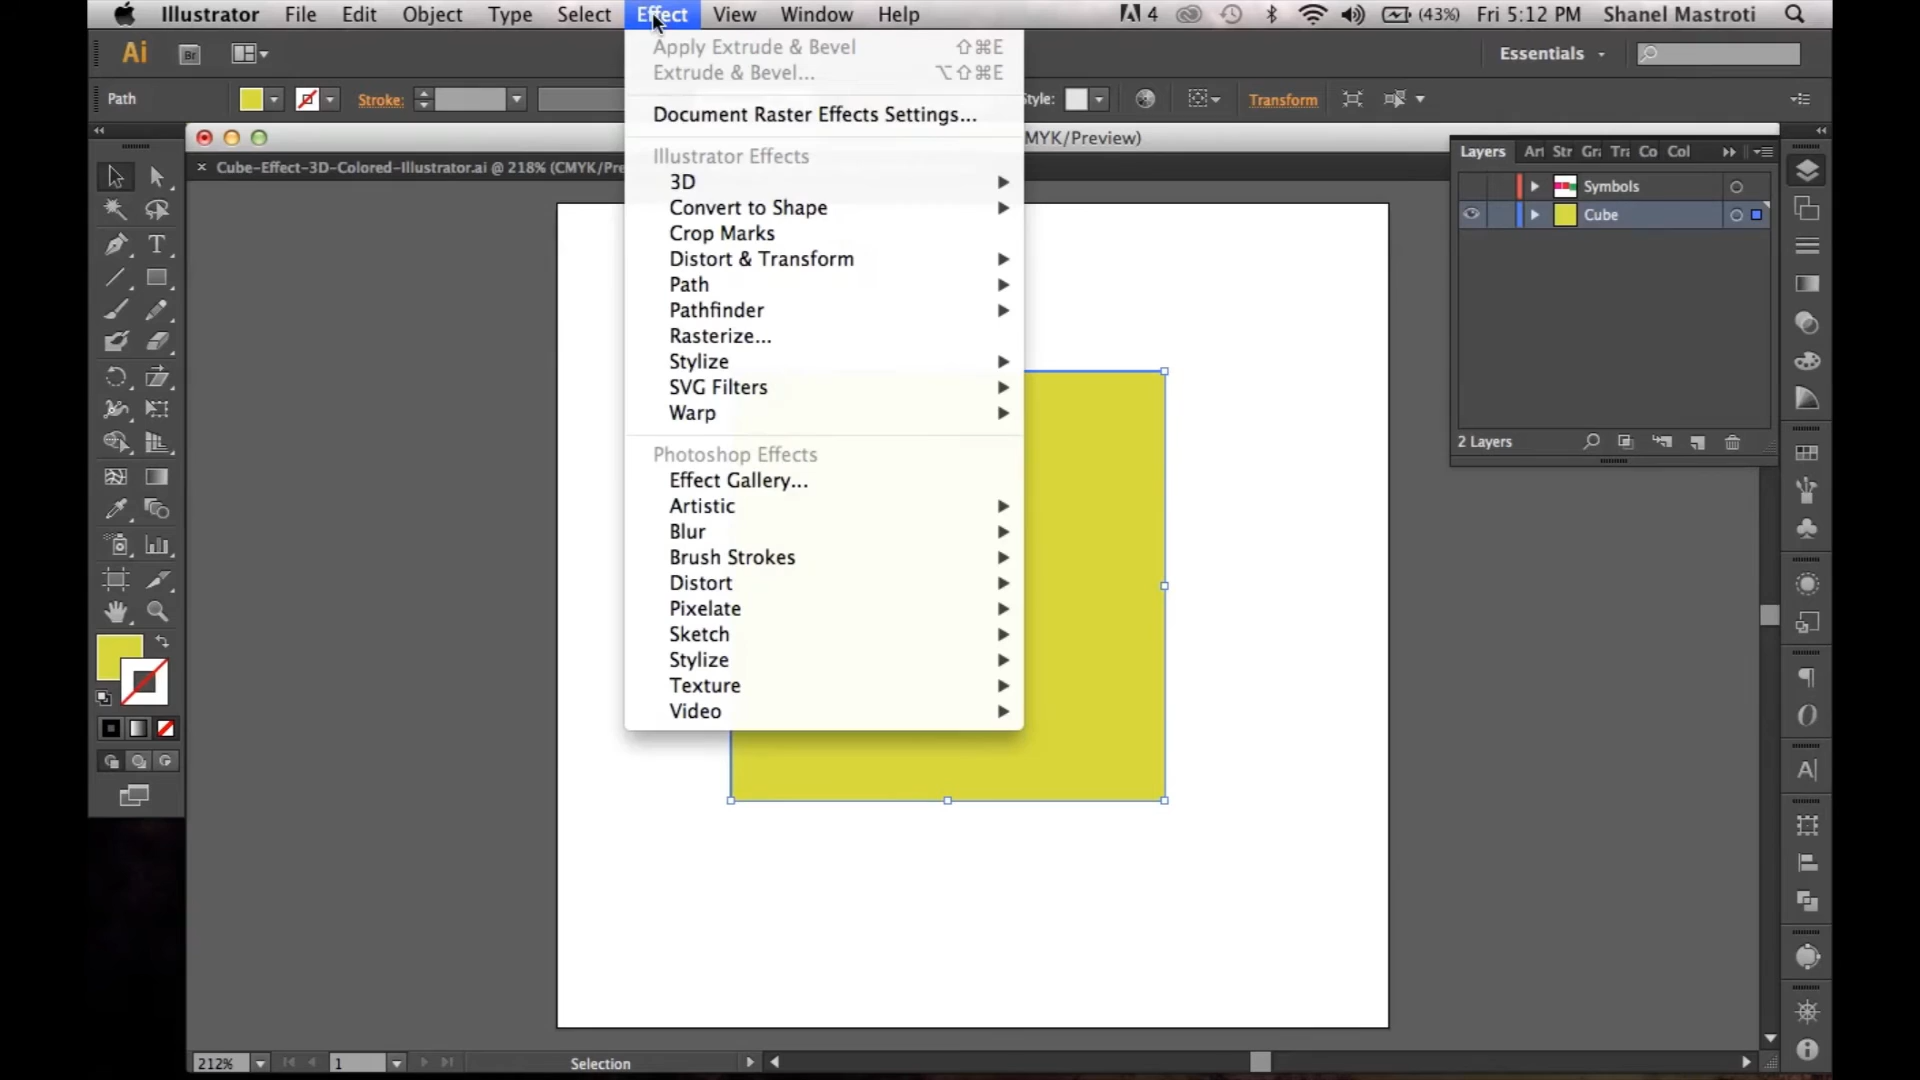 Illustrator File Edit Object Type Select Effect View Window Help 4 (43%) Fri 5:12 PM Shanel Mastroti
Ai Br Essentials
Path Stroke: Style: Transform
MYK/Preview)
Cube-Effect-3D-Colored-Illustrator.ai @ 218% (CMYK/Pre
Apply Extrude & Bevel ⇧⌘E
Extrude & Bevel... ⌥⇧⌘E
Document Raster Effects Settings...
Illustrator Effects
3D
Convert to Shape
Crop Marks
Distort & Transform
Path
Pathfinder
Rasterize...
Stylize
SVG Filters
Warp
Photoshop Effects
Effect Gallery...
Artistic
Blur
Brush Strokes
Distort
Pixelate
Sketch
Stylize
Texture
Video
Layers Art Str Gr Tra Co Col
Symbols
Cube
2 Layers
212% 1 Selection